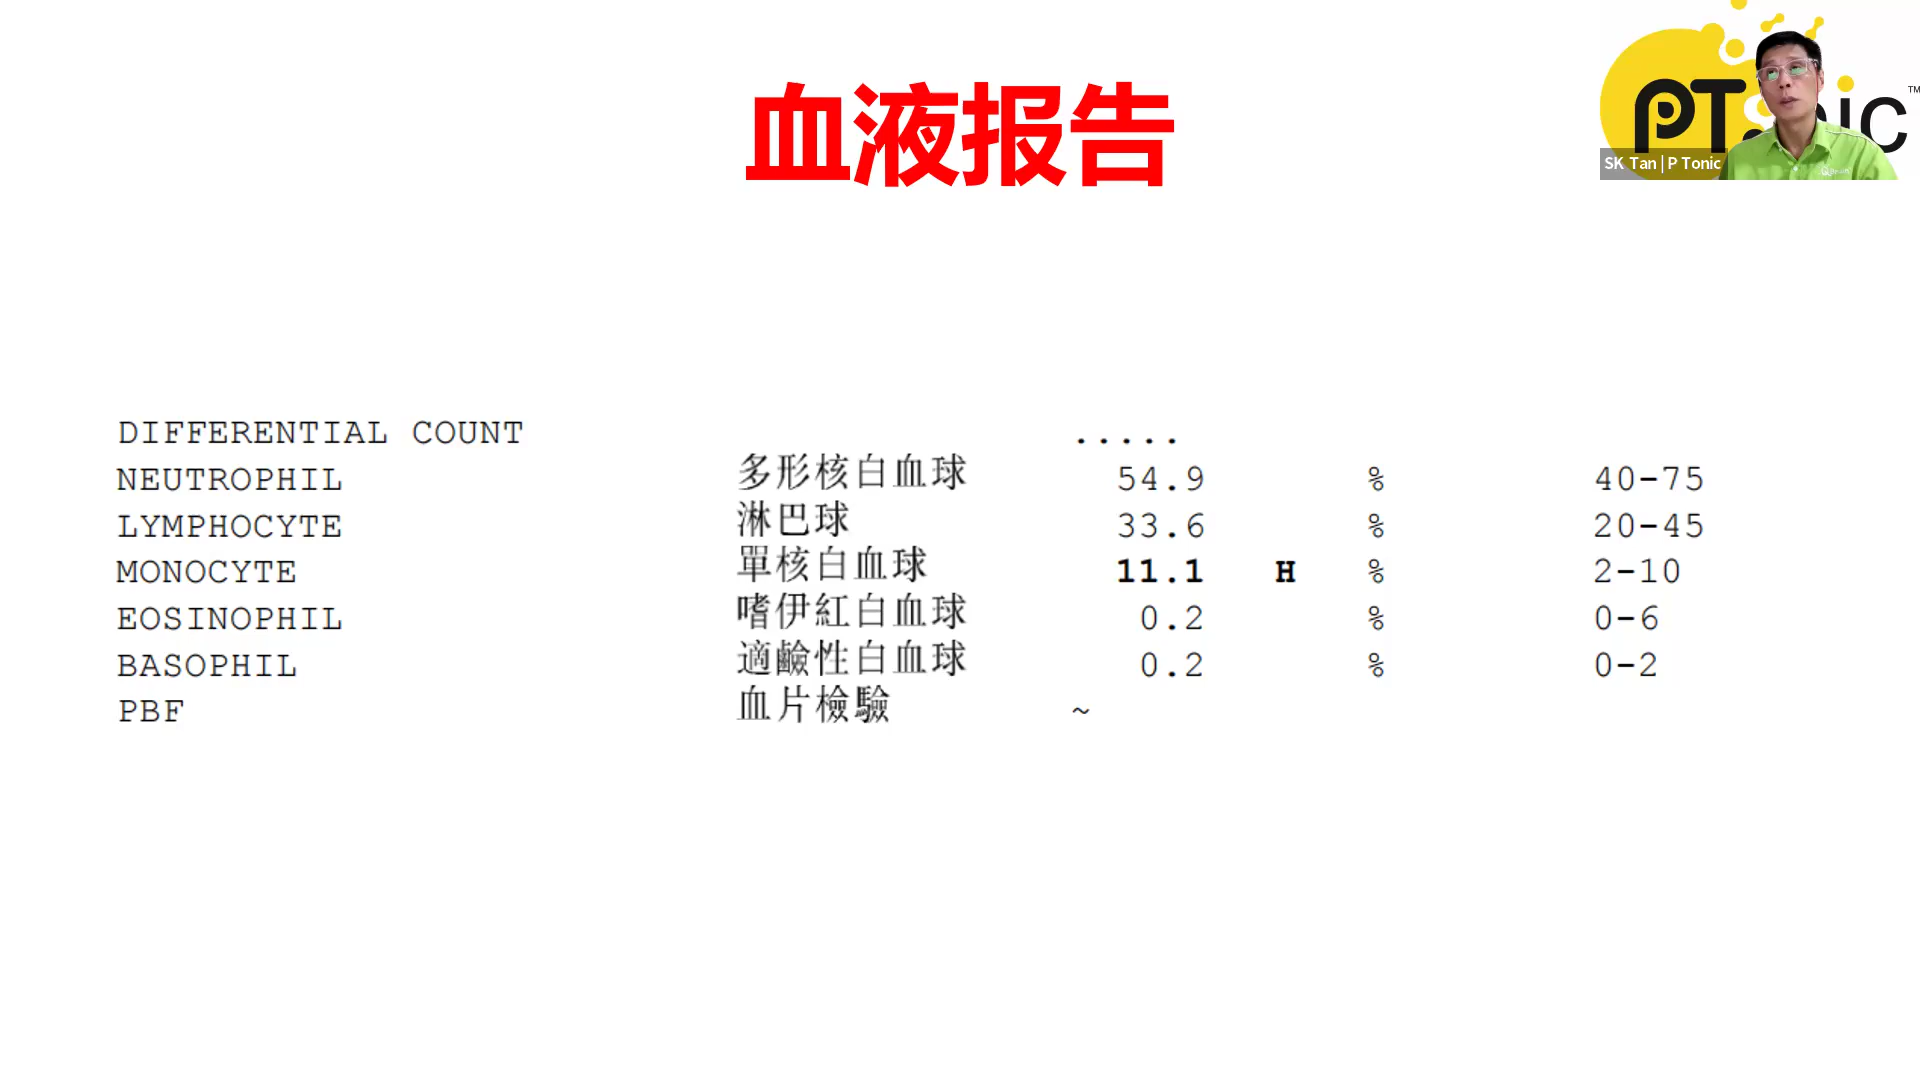 血液报告
PTonic™
SK Tan | P Tonic
DIFFERENTIAL COUNT .....
NEUTROPHIL 多形核白血球 54.9 % 40-75
LYMPHOCYTE 淋巴球 33.6 % 20-45
MONOCYTE 單核白血球 11.1 H % 2-10
EOSINOPHIL 嗜伊紅白血球 0.2 % 0-6
BASOPHIL 適鹼性白血球 0.2 % 0-2
PBF 血片檢驗 ~